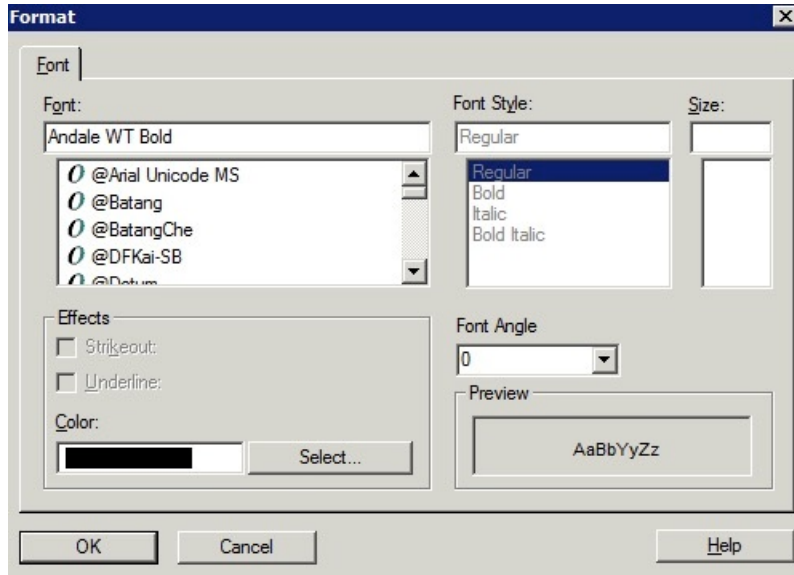 Format
Font
Font:
Font Style:
Size:
Andale WT Bold
Regular
@Arial Unicode MS
@Batang
@BatangChe
@DFKai-SB
@Dotum
Regular
Bold
Italic
Bold Italic
Effects
Strikeout:
Underline:
Color:
Select...
Font Angle
0
Preview
AaBbYyZz
OK
Cancel
Help